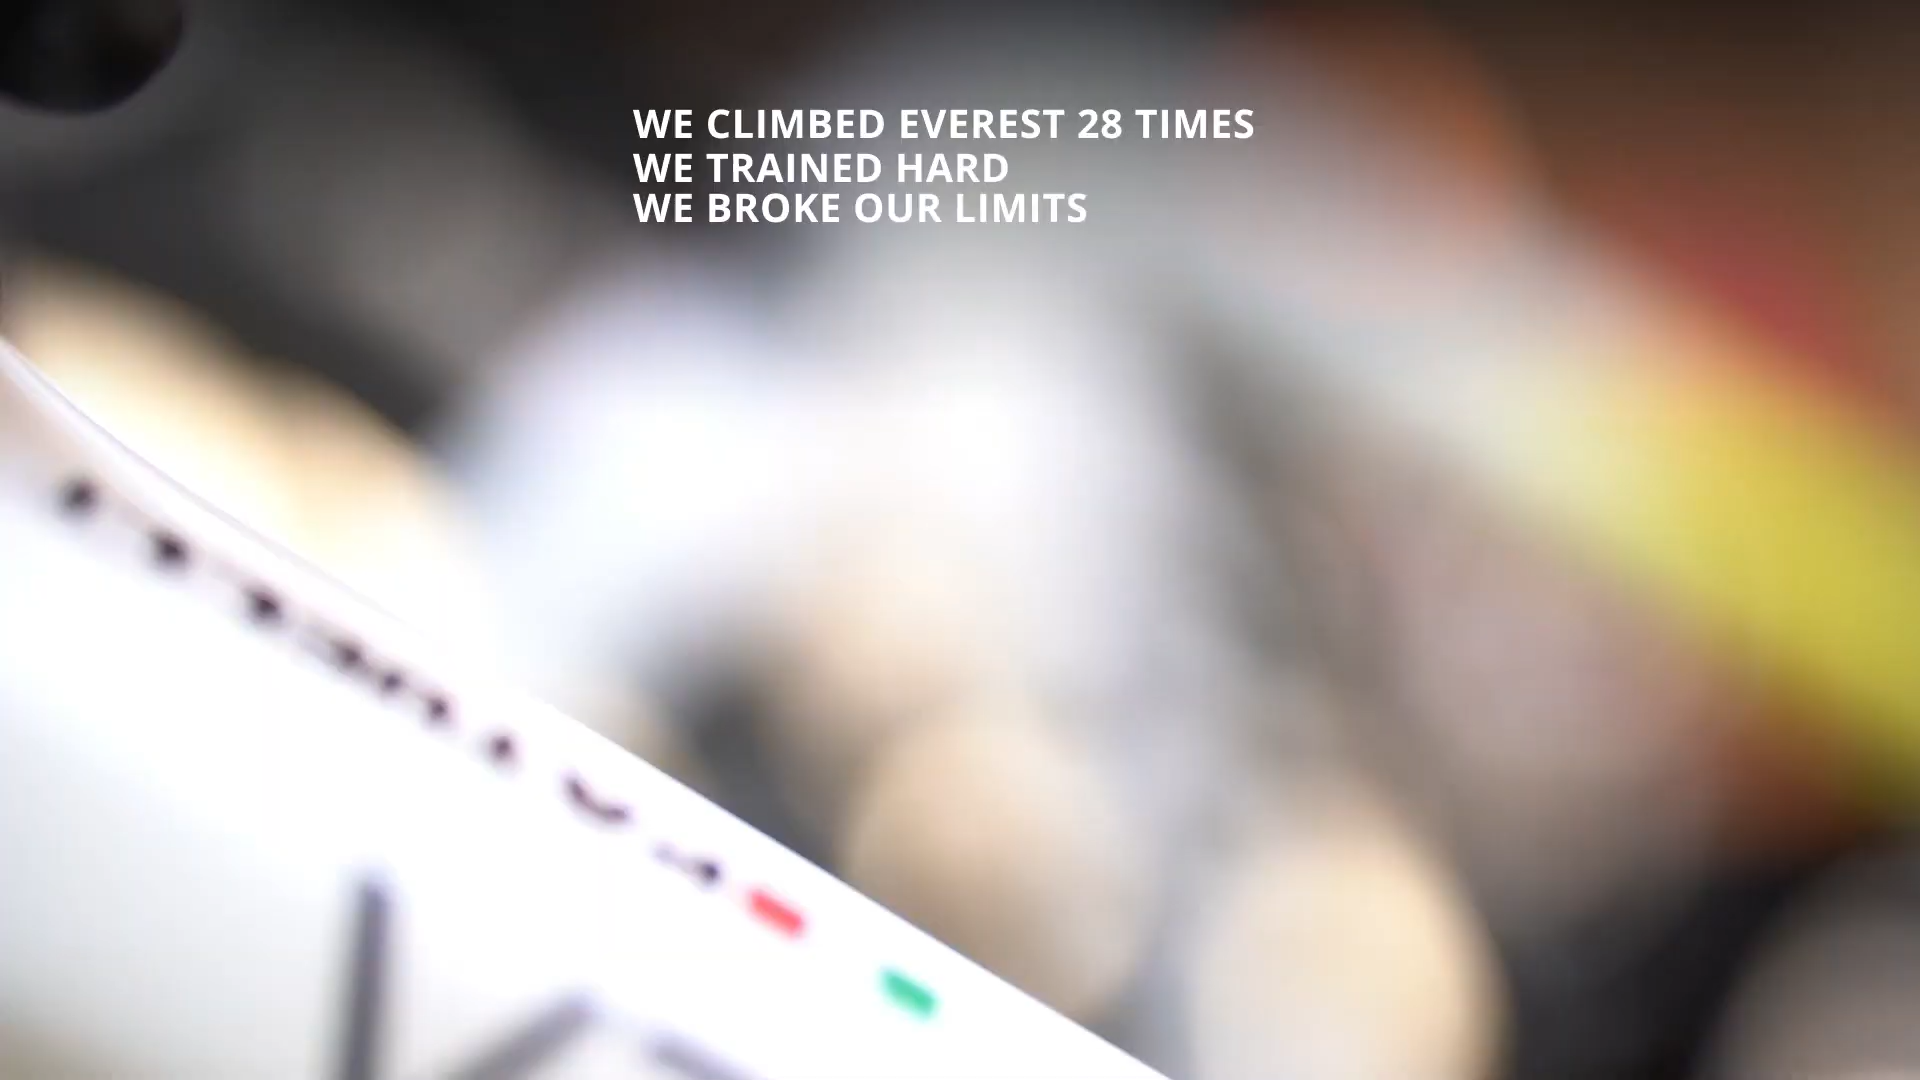 WE CLIMBED EVEREST 28 TIMES
WE TRAINED HARD
WE BROKE OUR LIMITS